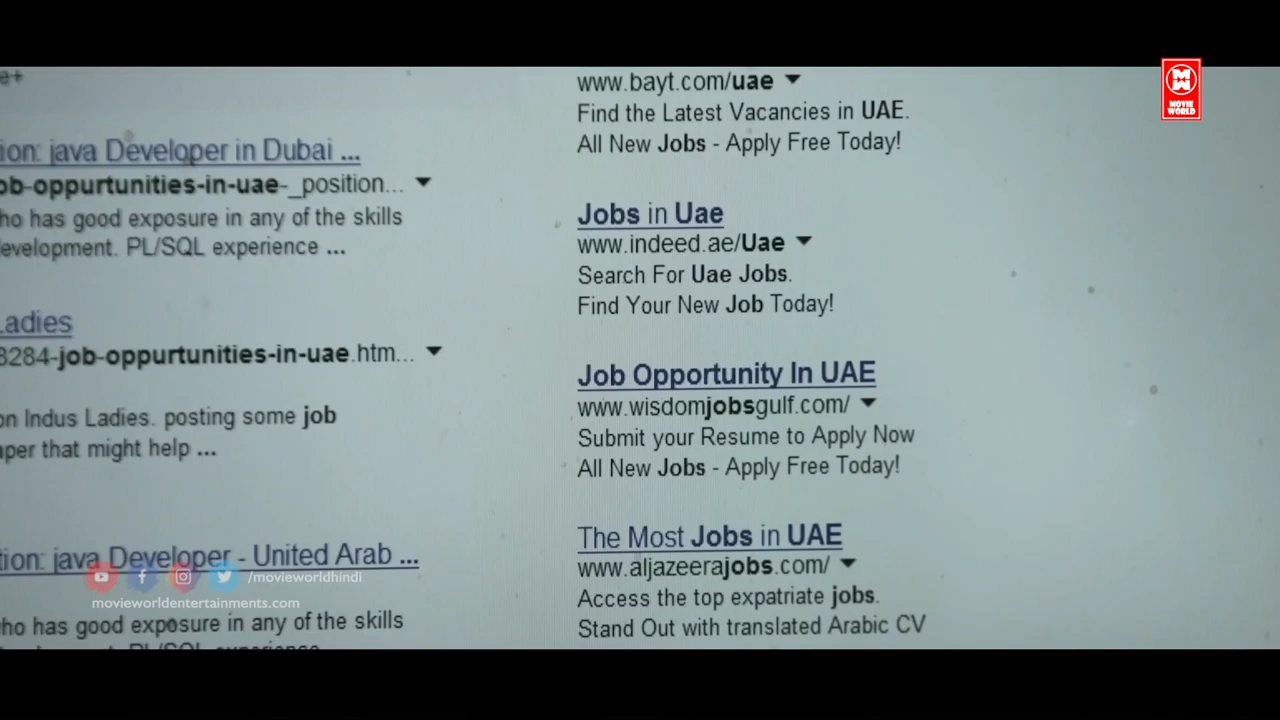 e+
ion: java Developer in Dubai ...
ob-oppurtunities-in-uae-_position...
ho has good exposure in any of the skills
evelopment. PL/SQL experience ...
Ladies
8284-job-oppurtunities-in-uae.htm...
on Indus Ladies. posting some job
aper that might help ...
tion: java Developer - United Arab ...
ho has good exposure in any of the skills
www.bayt.com/uae
Find the Latest Vacancies in UAE.
All New Jobs - Apply Free Today!
Jobs in Uae
www.indeed.ae/Uae
Search For Uae Jobs.
Find Your New Job Today!
Job Opportunity In UAE
www.wisdomjobsgulf.com/
Submit your Resume to Apply Now
All New Jobs - Apply Free Today!
The Most Jobs in UAE
www.aljazeerajobs.com/
Access the top expatriate jobs.
Stand Out with translated Arabic CV
MOVIE
WORLD
/movieworldhindi
movieworldentertainments.com